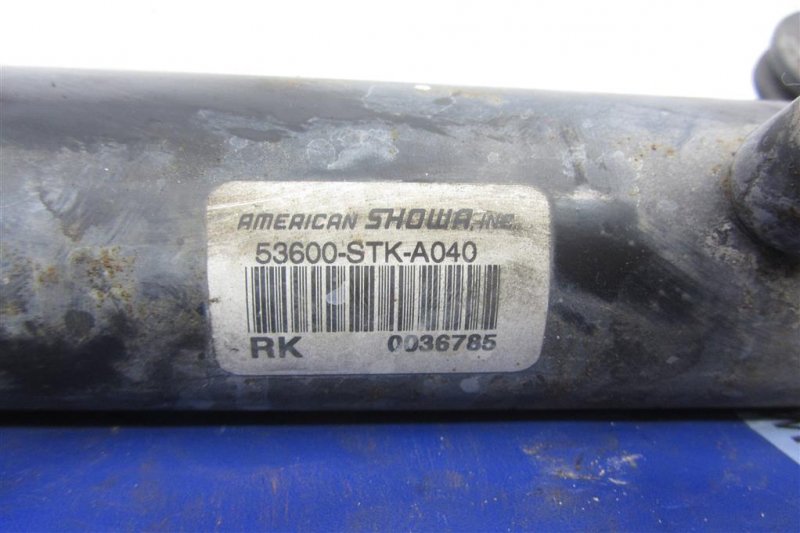 AMERICAN SHOWA, INC.
53600-STK-A040
RK 0036785